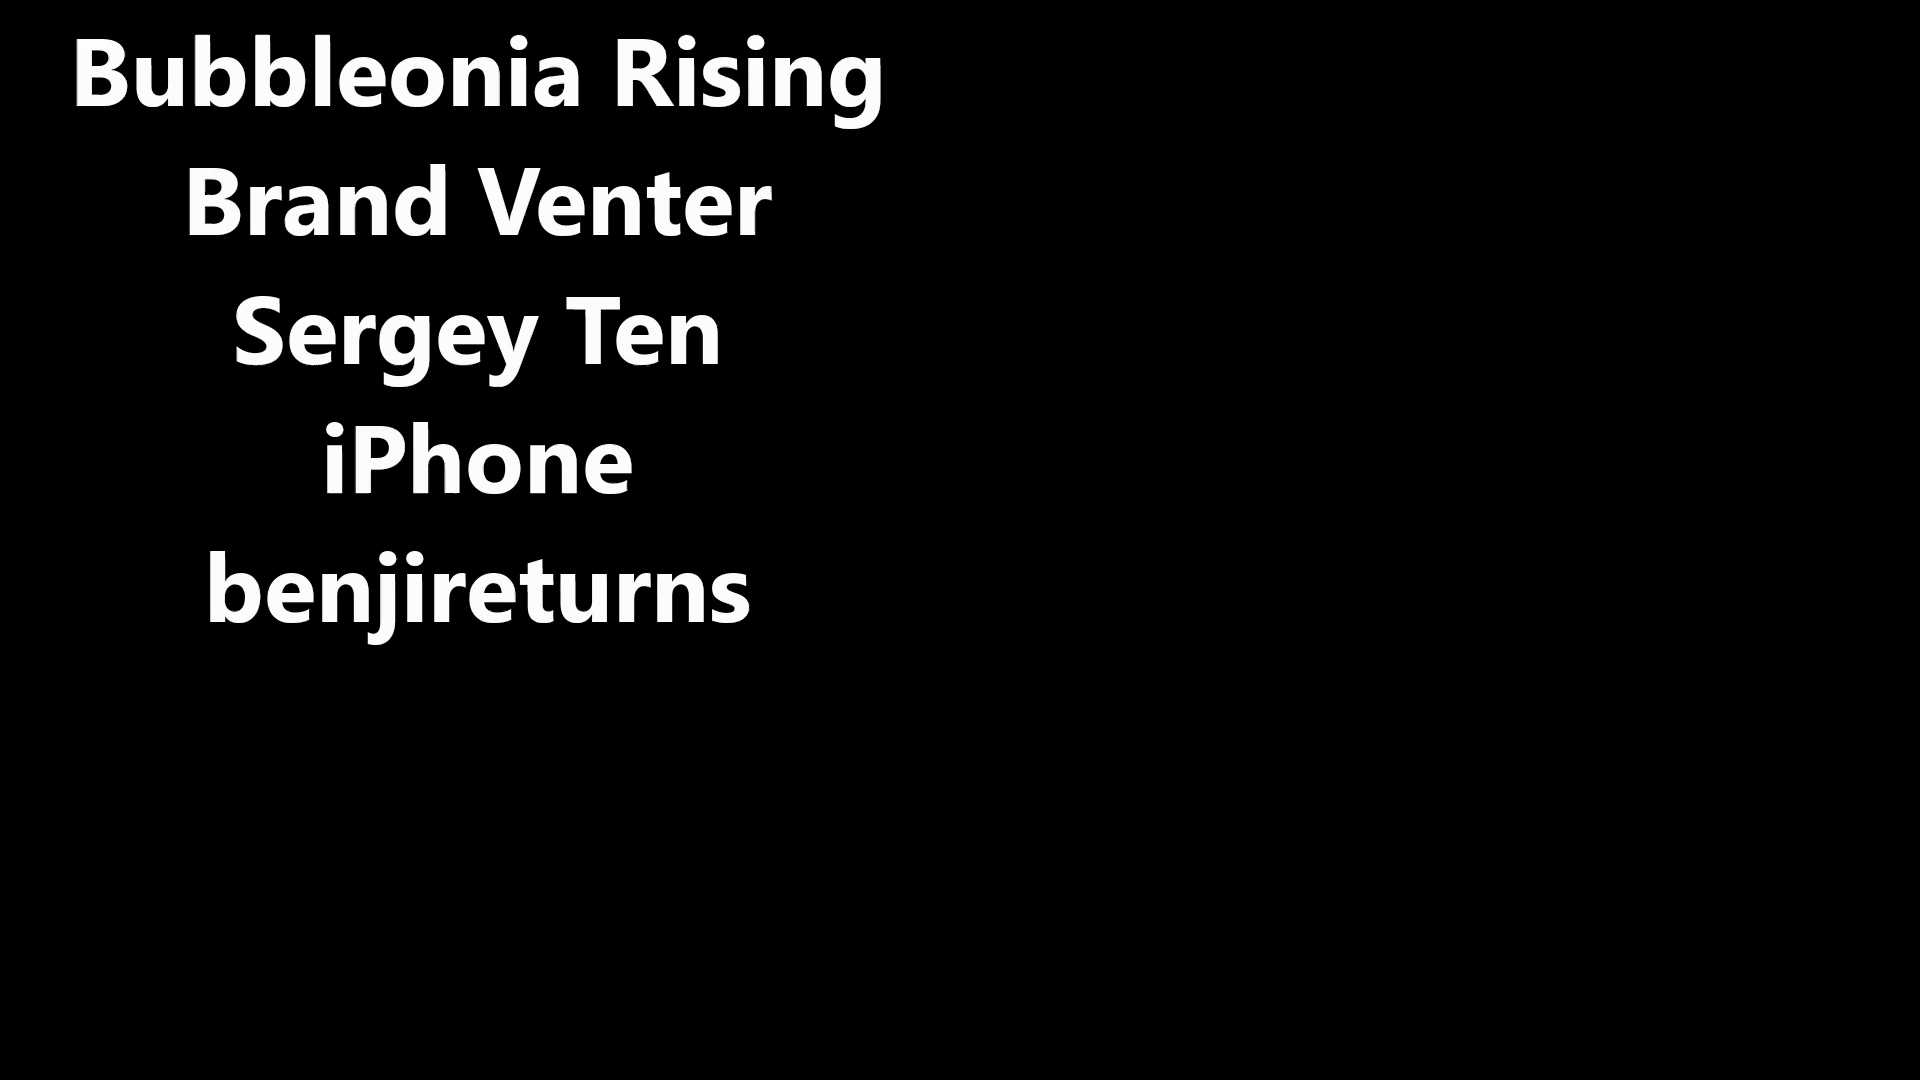 Bubbleonia Rising
Brand Venter
Sergey Ten
iPhone
benjireturns